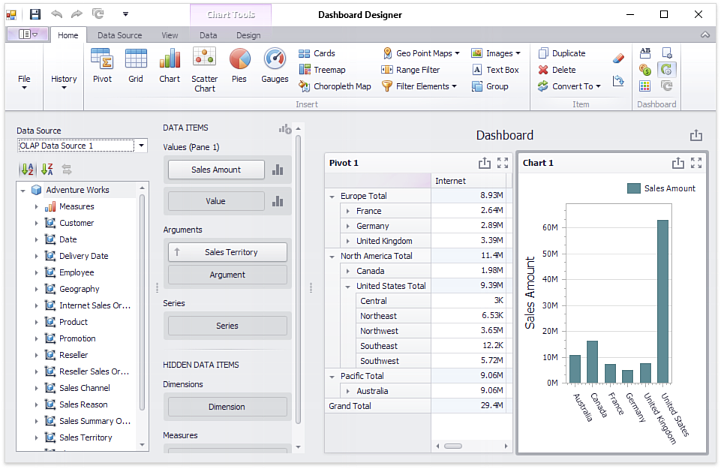 Chart Tools
Dashboard Designer
Home
Data Source
View
Data
Design
File
History
Pivot
Grid
Chart
Scatter
Chart
Pies
Gauges
Cards
Treemap
Choropleth Map
Geo Point Maps
Range Filter
Filter Elements
Images
Text Box
Group
Insert
Duplicate
Delete
Convert To
Item
AB
Dashboard
Data Source
OLAP Data Source 1
Adventure Works
Measures
Customer
Date
Delivery Date
Employee
Geography
Internet Sales Or...
Product
Promotion
Reseller
Reseller Sales Or...
Sales Channel
Sales Reason
Sales Summary O...
Sales Territory
DATA ITEMS
Values (Pane 1)
Sales Amount
Value
Arguments
Sales Territory
Argument
Series
Series
HIDDEN DATA ITEMS
Dimensions
Dimension
Measures
Dashboard
Pivot 1
Internet
Europe Total 8.93M
France 2.64M
Germany 2.89M
United Kingdom 3.39M
North America Total 11.4M
Canada 1.98M
United States Total 9.39M
Central 3K
Northeast 6.53K
Northwest 3.65M
Southeast 12.2K
Southwest 5.72M
Pacific Total 9.06M
Australia 9.06M
Grand Total 29.4M
Chart 1
Sales Amount
Sales Amount
60M
50M
40M
30M
20M
10M
0M
Australia
Canada
France
Germany
United Kingdom
United States